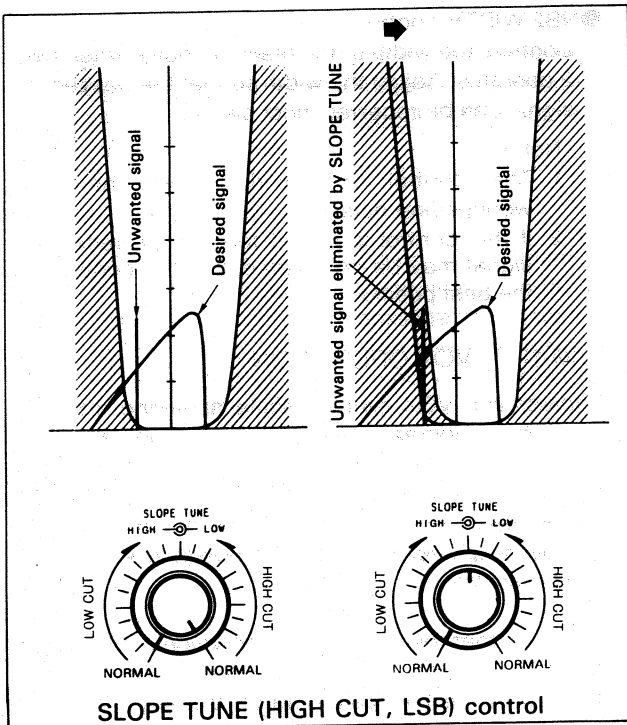 Unwanted signal
Desired signal
Unwanted signal eliminated by SLOPE TUNE
Desired signal
SLOPE TUNE
HIGH LOW
LOW CUT
HIGH CUT
NORMAL NORMAL
SLOPE TUNE
HIGH LOW
LOW CUT
HIGH CUT
NORMAL NORMAL
SLOPE TUNE (HIGH CUT, LSB) control